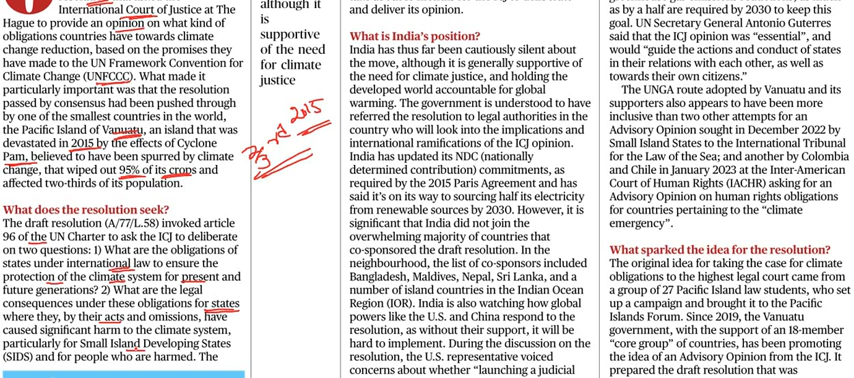 International Court of Justice at The
Hague to provide an opinion on what kind of
obligations countries have towards climate
change reduction, based on the promises they
have made to the UN Framework Convention for
Climate Change (UNFCCC). What made it
particularly important was that the resolution
passed by consensus had been pushed through
by one of the smallest countries in the world,
the Pacific Island of Vanuatu, an island that was
devastated in 2015 by the effects of Cyclone
Pam, believed to have been spurred by climate
change, that wiped out 95% of its crops and
affected two-thirds of its population.
What does the resolution seek?
The draft resolution (A/77/L.58) invoked article
96 of the UN Charter to ask the ICJ to deliberate
on two questions: 1) What are the obligations of
states under international law to ensure the
protection of the climate system for present and
future generations? 2) What are the legal
consequences under these obligations for states
where they, by their acts and omissions, have
caused significant harm to the climate system,
particularly for Small Island Developing States
(SIDS) and for people who are harmed. The
although it
is
supportive
of the need
for climate
justice
2/3 rd 2015
and deliver its opinion.
What is India's position?
India has thus far been cautiously silent about
the move, although it is generally supportive of
the need for climate justice, and holding the
developed world accountable for global
warming. The government is understood to have
referred the resolution to legal authorities in the
country who will look into the implications and
international ramifications of the ICJ opinion.
India has updated its NDC (nationally
determined contribution) commitments, as
required by the 2015 Paris Agreement and has
said it's on its way to sourcing half its electricity
from renewable sources by 2030. However, it is
significant that India did not join the
overwhelming majority of countries that
co-sponsored the draft resolution. In the
neighbourhood, the list of co-sponsors included
Bangladesh, Maldives, Nepal, Sri Lanka, and a
number of island countries in the Indian Ocean
Region (IOR). India is also watching how global
powers like the U.S. and China respond to the
resolution, as without their support, it will be
hard to implement. During the discussion on the
resolution, the U.S. representative voiced
concerns about whether "launching a judicial
as by a half are required by 2030 to keep this
goal. UN Secretary General Antonio Guterres
said that the ICJ opinion was "essential", and
would "guide the actions and conduct of states
in their relations with each other, as well as
towards their own citizens."
The UNGA route adopted by Vanuatu and its
supporters also appears to have been more
inclusive than two other attempts for an
Advisory Opinion sought in December 2022 by
Small Island States to the International Tribunal
for the Law of the Sea; and another by Colombia
and Chile in January 2023 at the Inter-American
Court of Human Rights (IACHR) asking for an
Advisory Opinion on human rights obligations
for countries pertaining to the "climate
emergency".
What sparked the idea for the resolution?
The original idea for taking the case for climate
obligations to the highest legal court came from
a group of 27 Pacific Island law students, who set
up a campaign and brought it to the Pacific
Islands Forum. Since 2019, the Vanuatu
government, with the support of an 18-member
"core group" of countries, has been promoting
the idea of an Advisory Opinion from the ICJ. It
prepared the draft resolution that was